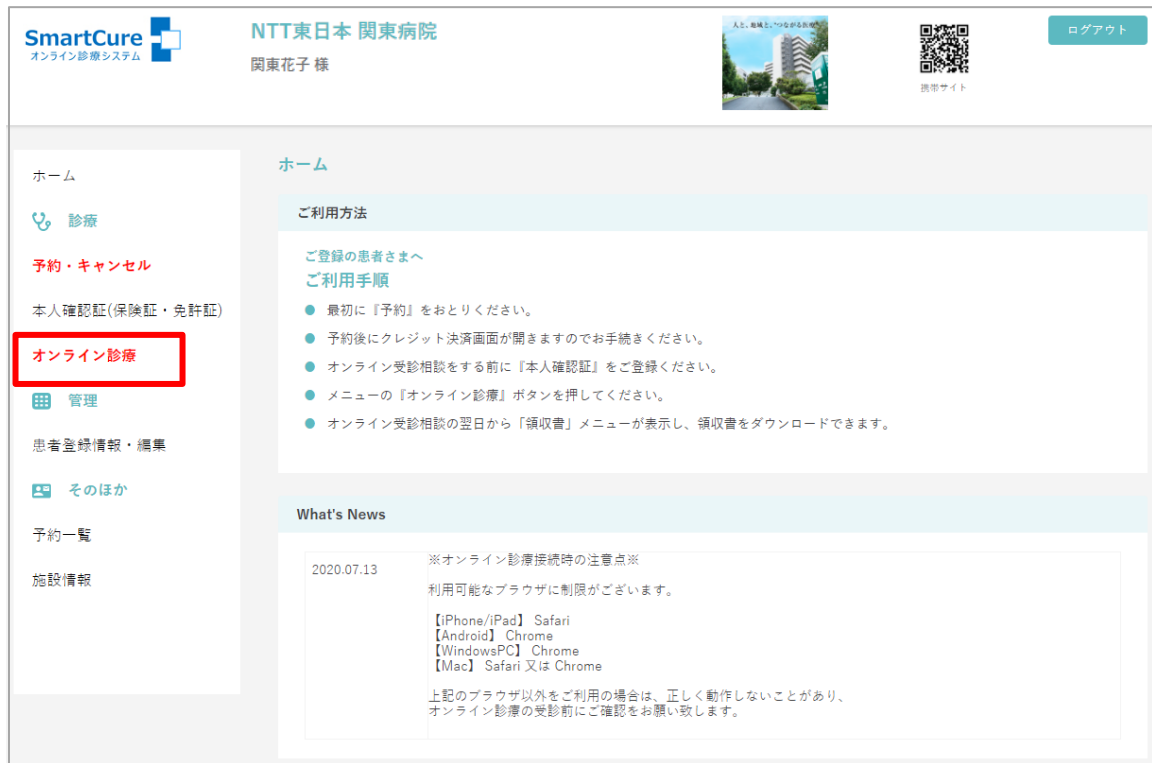 SmartCure
オンライン診療システム
NTT東日本 関東病院
関東花子 様
人と、地域と、"つながる医療"
携帯サイト
ログアウト
ホーム
診療
予約・キャンセル
本人確認証(保険証・免許証)
オンライン診療
管理
患者登録情報・編集
そのほか
予約一覧
施設情報
ホーム
ご利用方法
ご登録の患者さまへ
ご利用手順
● 最初に『予約』をおとりください。
● 予約後にクレジット決済画面が開きますのでお手続きください。
● オンライン受診相談をする前に『本人確認証』をご登録ください。
● メニューの『オンライン診療』ボタンを押してください。
● オンライン受診相談の翌日から「領収書」メニューが表示し、領収書をダウンロードできます。
What's News
2020.07.13
※オンライン診療接続時の注意点※
利用可能なブラウザに制限がございます。
【iPhone/iPad】 Safari
【Android】 Chrome
【WindowsPC】 Chrome
【Mac】 Safari 又は Chrome
上記のブラウザ以外をご利用の場合は、正しく動作しないことがあり、
オンライン診療の受診前にご確認をお願い致します。